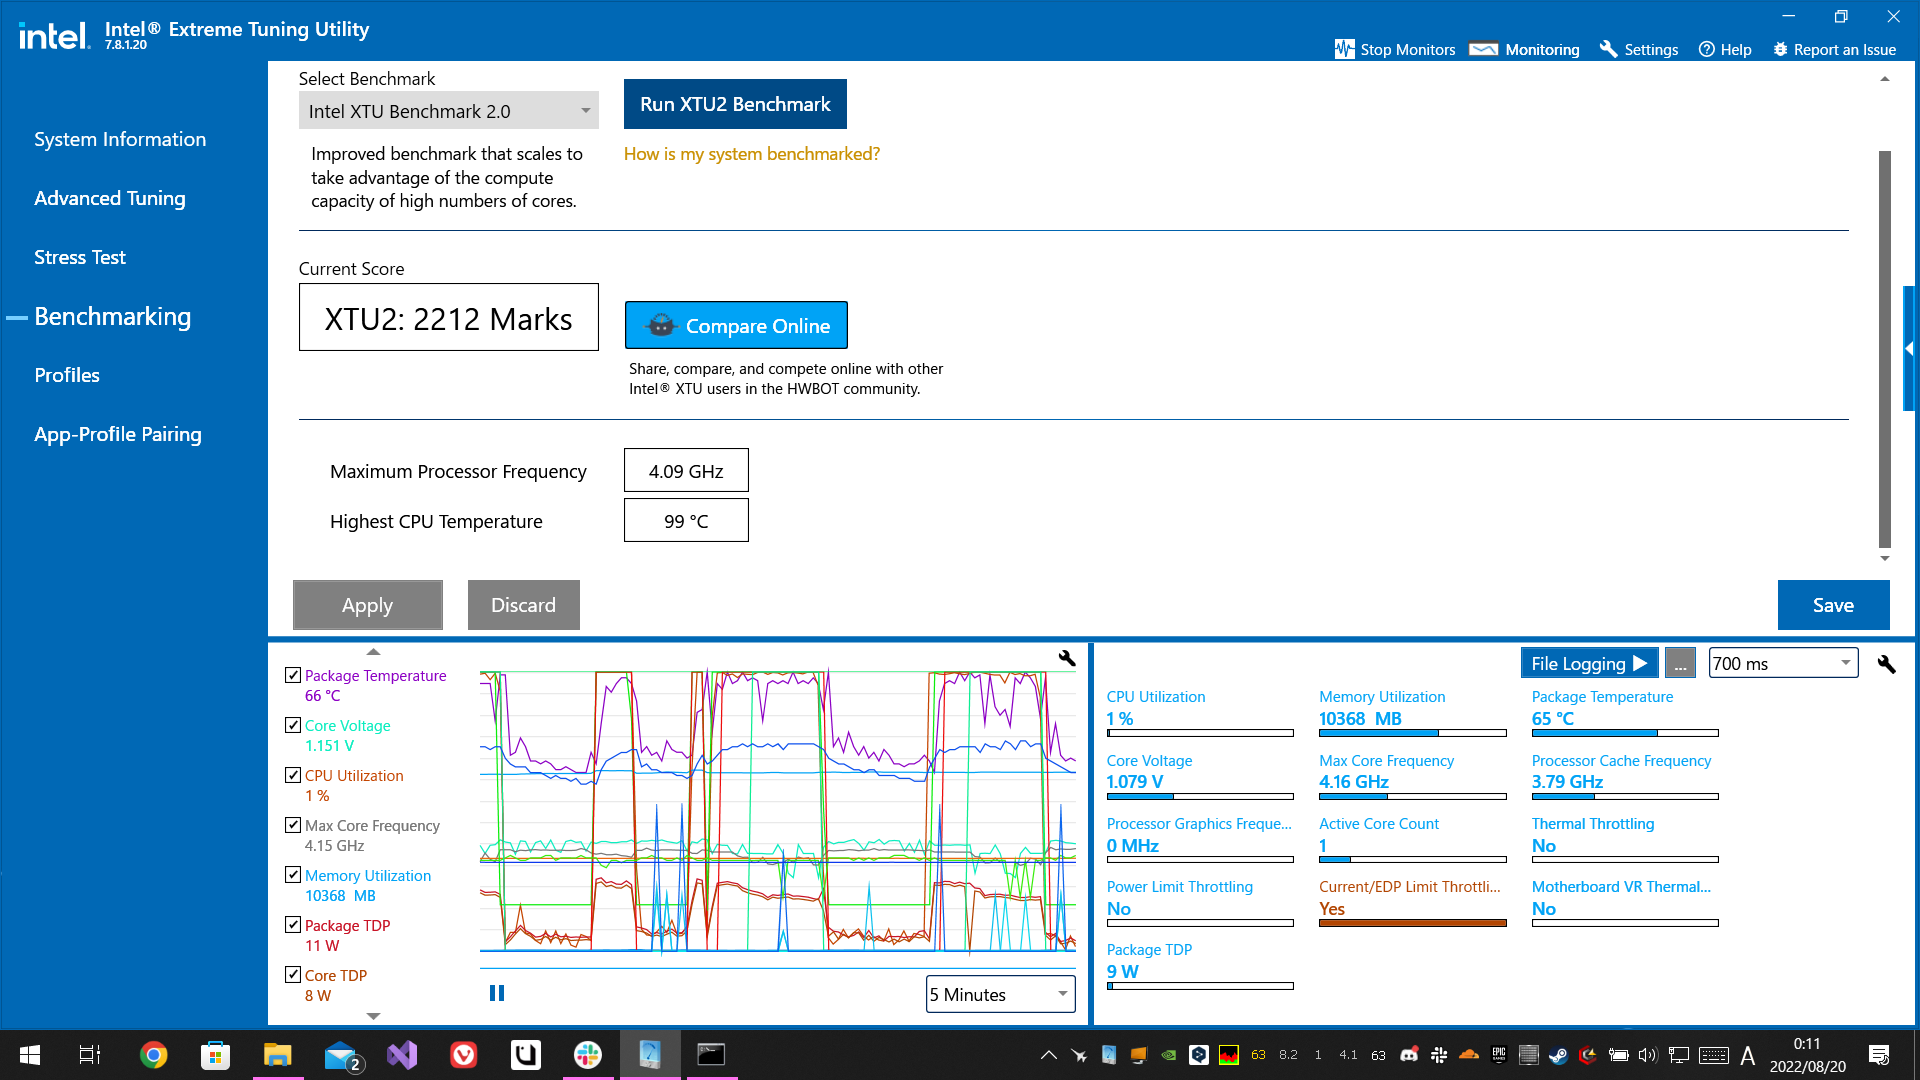 intel.
Intel® Extreme Tuning Utility
7.8.1.20
Stop Monitors
Monitoring
Settings
Help
Report an Issue
System Information
Advanced Tuning
Stress Test
Benchmarking
Profiles
App-Profile Pairing
Select Benchmark
Intel XTU Benchmark 2.0
Run XTU2 Benchmark
Improved benchmark that scales to
take advantage of the compute
capacity of high numbers of cores.
How is my system benchmarked?
Current Score
XTU2: 2212 Marks
Compare Online
Share, compare, and compete online with other
Intel® XTU users in the HWBOT community.
Maximum Processor Frequency
4.09 GHz
Highest CPU Temperature
99 °C
Apply
Discard
Save
Package Temperature
66 °C
Core Voltage
1.151 V
CPU Utilization
1 %
Max Core Frequency
4.15 GHz
Memory Utilization
10368 MB
Package TDP
11 W
Core TDP
8 W
5 Minutes
File Logging
...
700 ms
CPU Utilization
1 %
Memory Utilization
10368 MB
Package Temperature
65 °C
Core Voltage
1.079 V
Max Core Frequency
4.16 GHz
Processor Cache Frequency
3.79 GHz
Processor Graphics Freque...
0 MHz
Active Core Count
1
Thermal Throttling
No
Power Limit Throttling
No
Current/EDP Limit Throttli...
Yes
Motherboard VR Thermal...
No
Package TDP
9 W
2
63
8.2
1
4.1
63
EPIC
A
0:11
2022/08/20